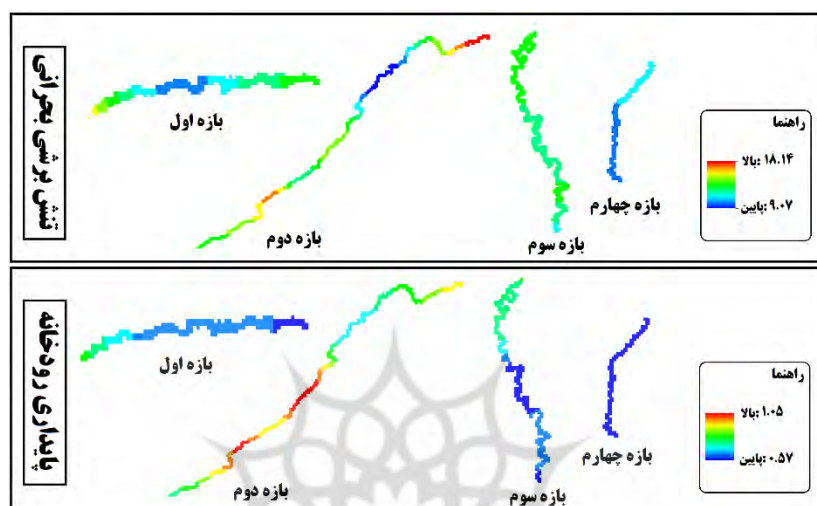 تنش برشی بحرانی
بازه اول
بازه دوم
بازه سوم
بازه چهارم
راهنما
بالا: ۱۸.۱۴
پایین: ۹.۰۷
پایداری رودخانه
بازه اول
بازه دوم
بازه سوم
بازه چهارم
راهنما
بالا: ۱.۰۵
پایین: ۰.۵۷